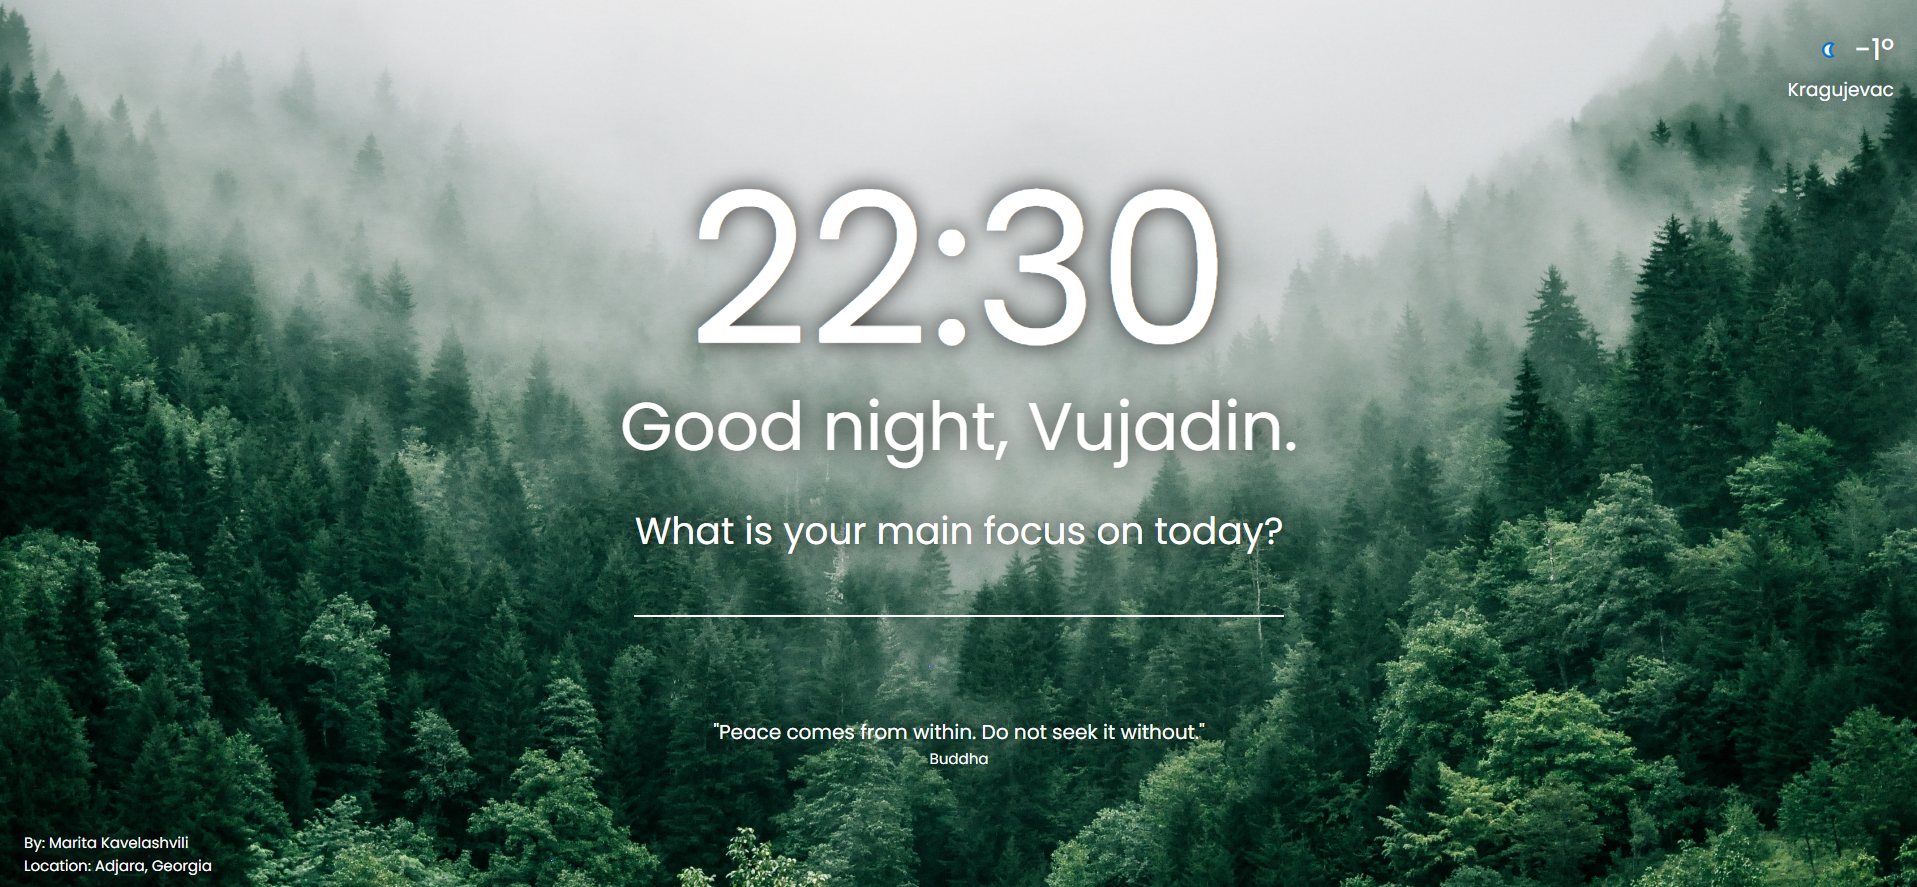 -1°
Kragujevac
22:30
Good night, Vujadin.
What is your main focus on today?
"Peace comes from within. Do not seek it without."
Buddha
By: Marita Kavelashvili
Location: Adjara, Georgia